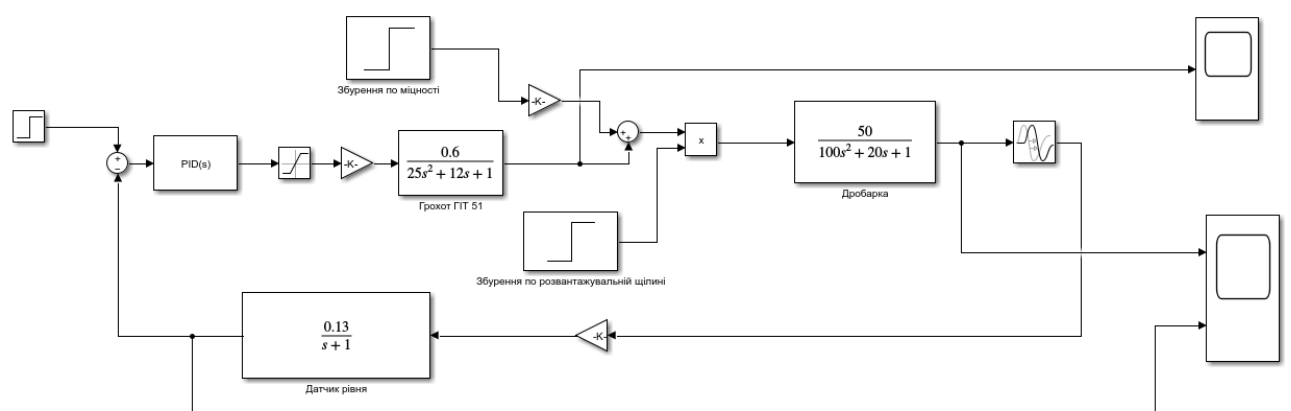 Збурення по міцності
-K-
+
+
x
50
100s² + 20s + 1
Дробарка
+
−
PID(s)
-K-
0.6
25s² + 12s + 1
Грохот ГІТ 51
Збурення по розвантажувальній щілині
0.13
s + 1
Датчик рівня
-K-